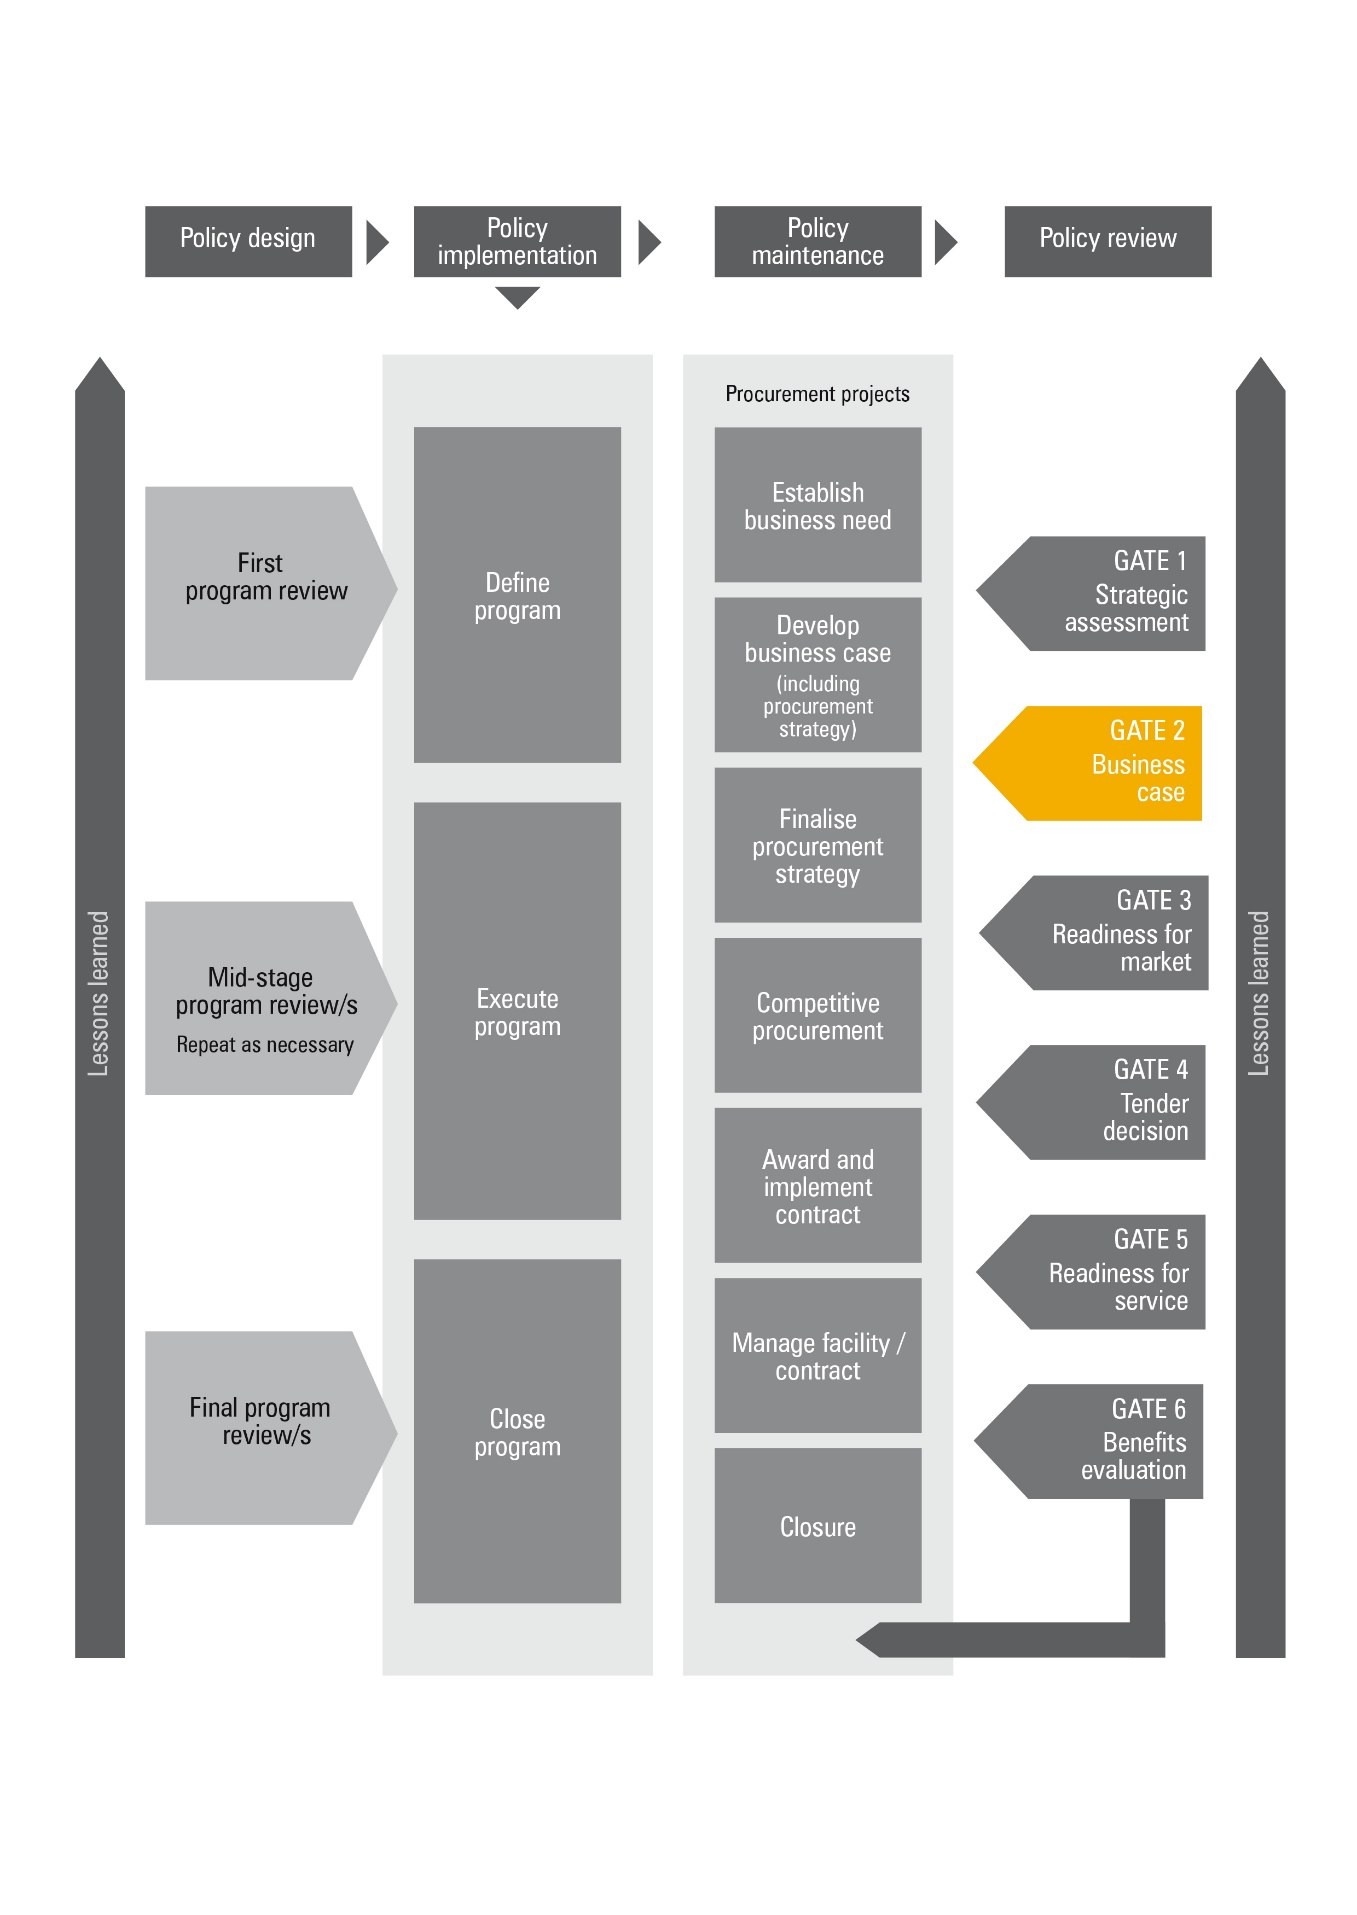 Policy design
Policy
implementation
Policy
maintenance
Policy review
Lessons learned
First
program review
Mid-stage
program review/s
Repeat as necessary
Final program
review/s
Define
program
Execute
program
Close
program
Procurement projects
Establish
business need
Develop
business case
(including
procurement
strategy)
Finalise
procurement
strategy
Competitive
procurement
Award and
implement
contract
Manage facility /
contract
Closure
GATE 1
Strategic
assessment
GATE 2
Business
case
GATE 3
Readiness for
market
GATE 4
Tender
decision
GATE 5
Readiness for
service
GATE 6
Benefits
evaluation
Lessons learned